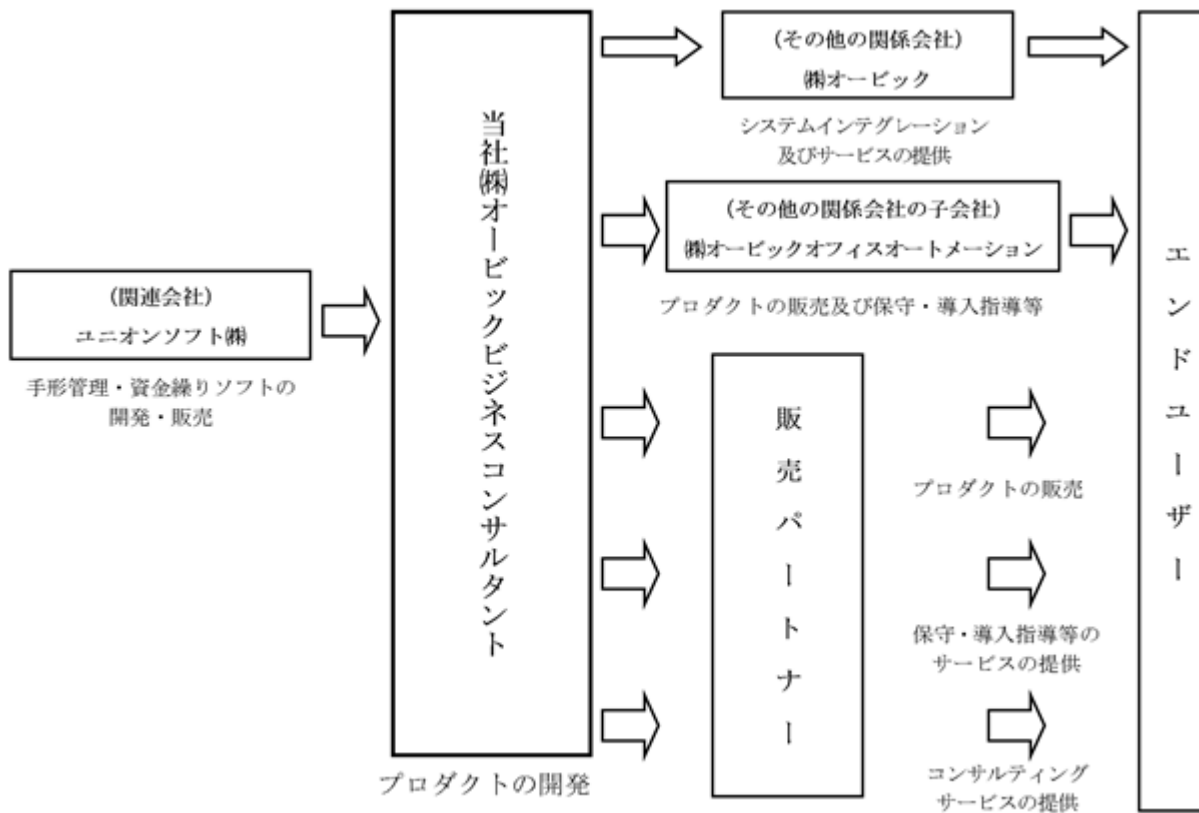 (関連会社)
ユニオンソフト㈱
手形管理・資金繰りソフトの
開発・販売
当社㈱オービックビジネスコンサルタント
プロダクトの開発
(その他の関係会社)
㈱オービック
システムインテグレーション
及びサービスの提供
(その他の関係会社の子会社)
㈱オービックオフィスオートメーション
プロダクトの販売及び保守・導入指導等
販売パートナー
プロダクトの販売
保守・導入指導等の
サービスの提供
コンサルティング
サービスの提供
エンドユーザー